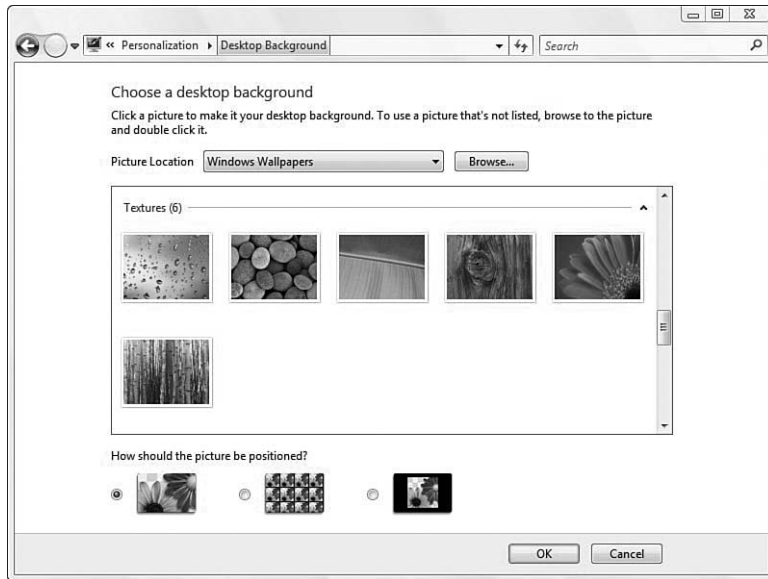 « Personalization Desktop Background
Search
Choose a desktop background
Click a picture to make it your desktop background. To use a picture that's not listed, browse to the picture
and double click it.
Picture Location Windows Wallpapers Browse...
Textures (6)
How should the picture be positioned?
OK Cancel